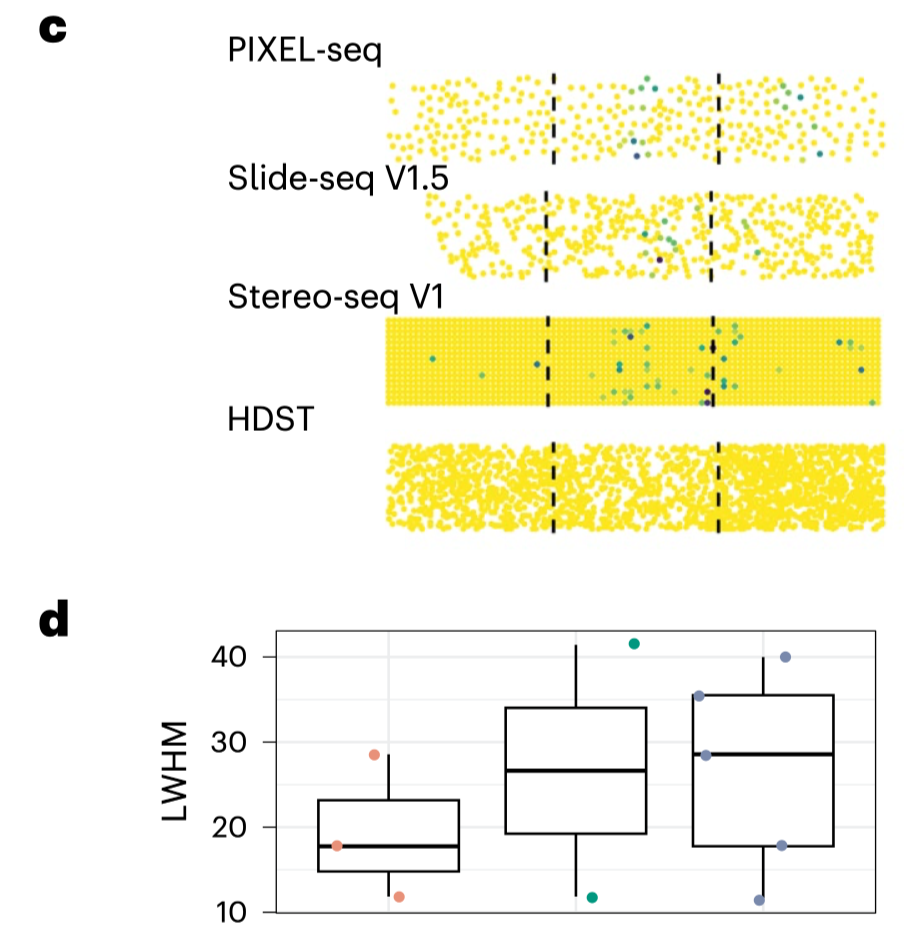 c
PIXEL-seq
Slide-seq V1.5
Stereo-seq V1
HDST
d
40
30
20
10
LWHM